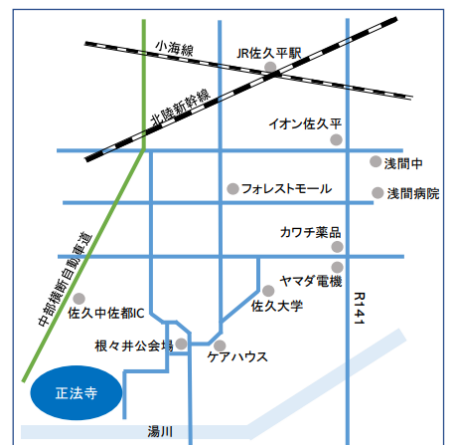 小海線
JR佐久平駅
北陸新幹線
イオン佐久平
浅間中
フォレストモール
浅間病院
カワチ薬品
中部横断自動車道
ヤマダ電機
佐久大学
R141
佐久中佐都IC
根々井公会場
ケアハウス
正法寺
湯川